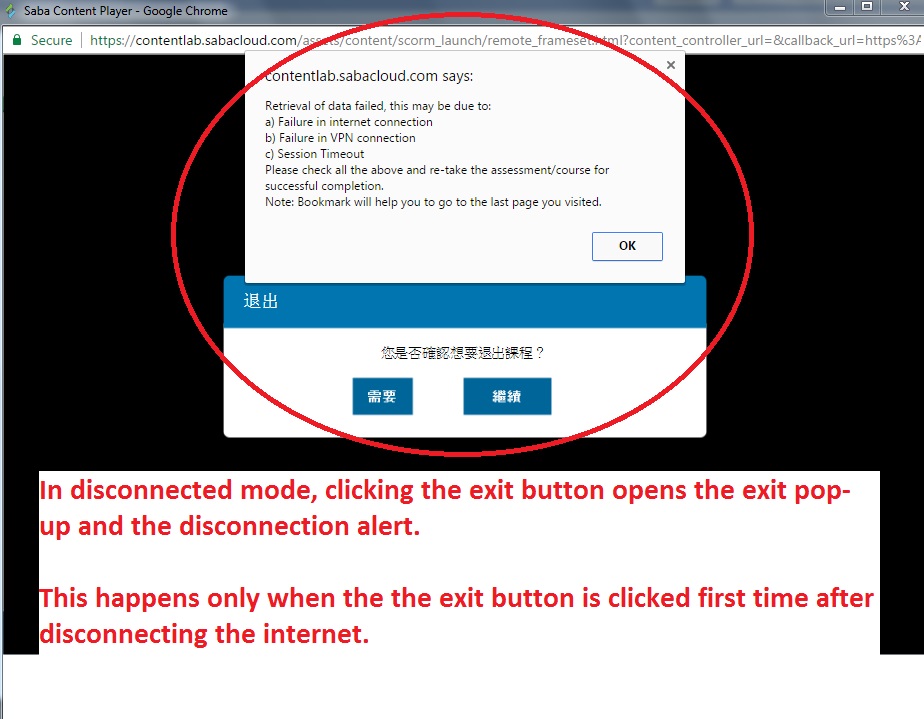 Saba Content Player - Google Chrome
Secure https://contentlab.sabacloud.com/assets/content/scorm_launch/remote_frameset.html?content_controller_url=&callback_url=https%3A
contentlab.sabacloud.com says:
Retrieval of data failed, this may be due to:
a) Failure in internet connection
b) Failure in VPN connection
c) Session Timeout
Please check all the above and re-take the assessment/course for
successful completion.
Note: Bookmark will help you to go to the last page you visited.
OK
退出
您是否確認想要退出課程？
需要 繼續
In disconnected mode, clicking the exit button opens the exit pop-
up and the disconnection alert.
This happens only when the the exit button is clicked first time after
disconnecting the internet.